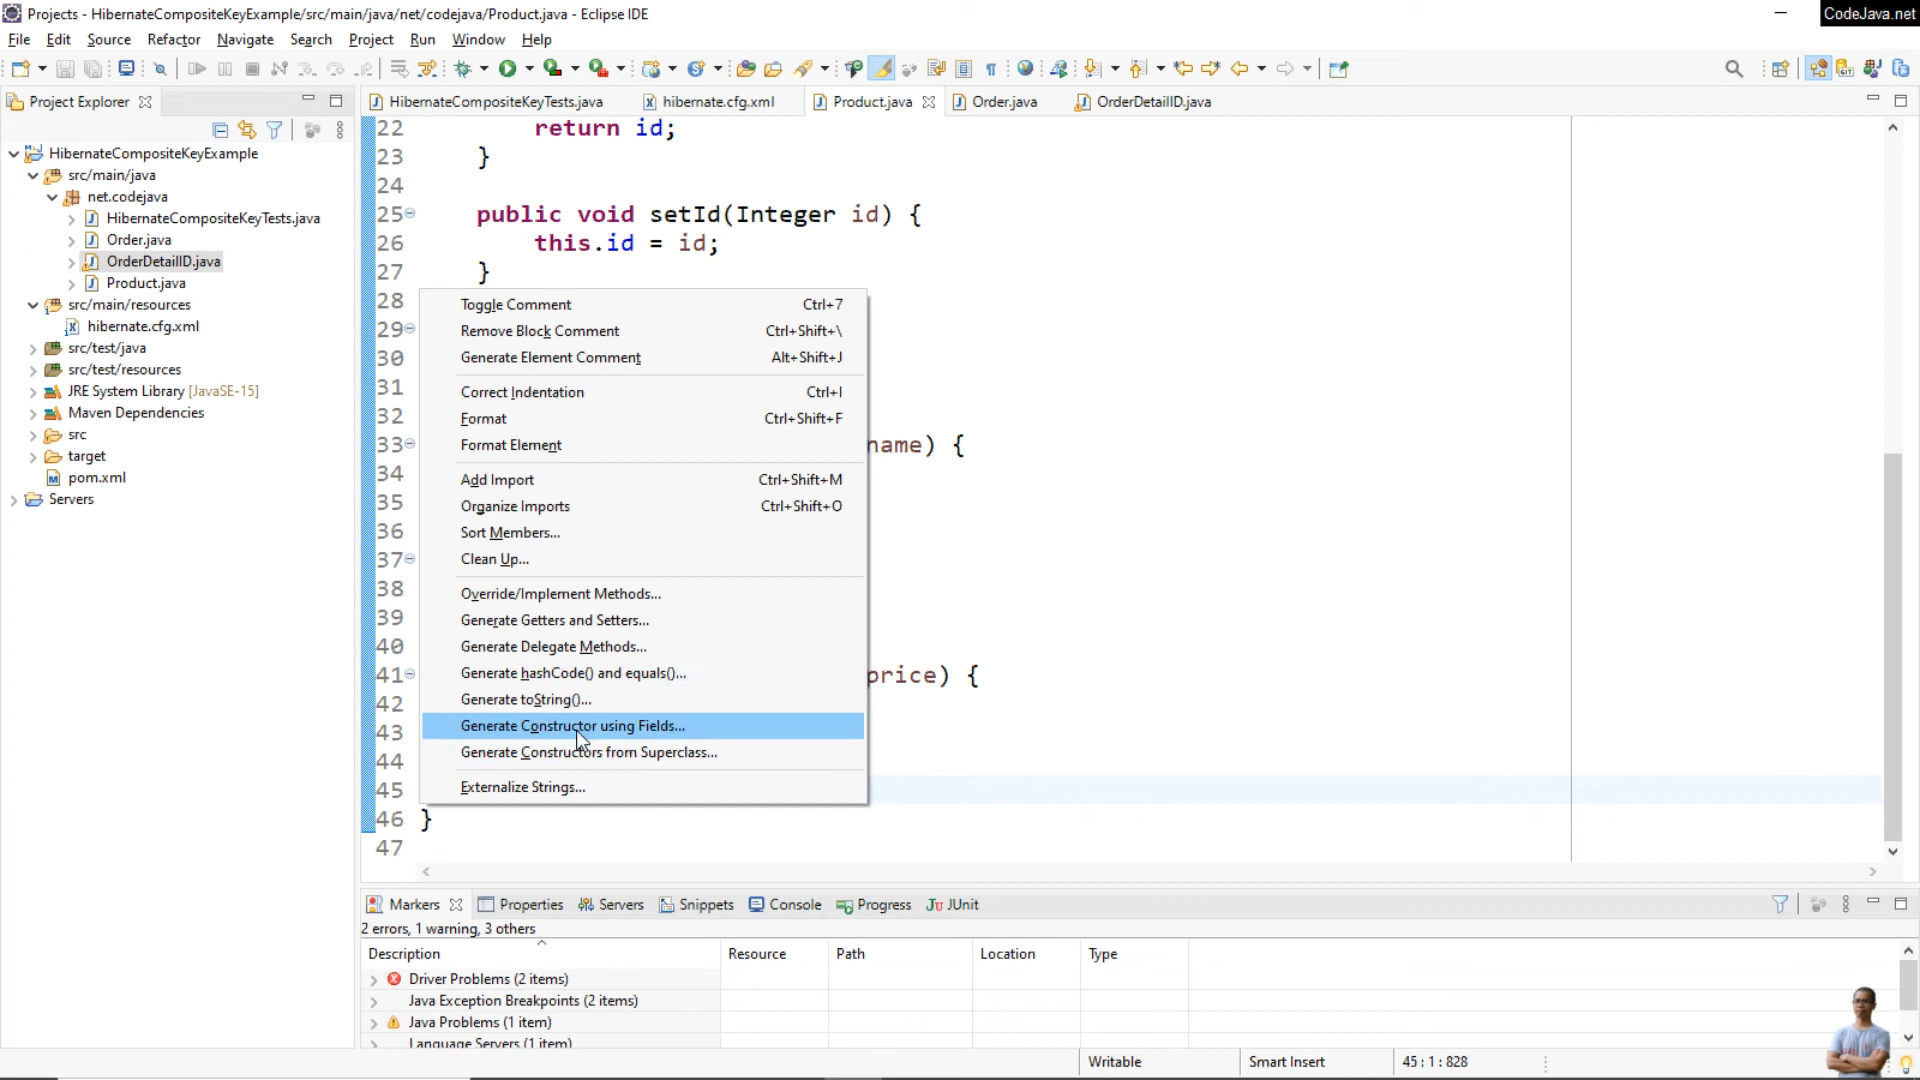 Projects - HibernateCompositeKeyExample/src/main/java/net/codejava/Product.java - Eclipse IDE
CodeJava.net
File Edit Source Refactor Navigate Search Project Run Window Help
Project Explorer
HibernateCompositeKeyTests.java hibernate.cfg.xml Product.java Order.java OrderDetailID.java
HibernateCompositeKeyExample
src/main/java
net.codejava
HibernateCompositeKeyTests.java
Order.java
OrderDetailID.java
Product.java
src/main/resources
hibernate.cfg.xml
src/test/java
src/test/resources
JRE System Library [JavaSE-15]
Maven Dependencies
src
target
pom.xml
Servers
22 return id;
23 }
24
25 public void setId(Integer id) {
26 this.id = id;
27 }
28
29
30
31
32
33 name) {
34
35
36
37
38
39
40
41 price) {
42
43
44
45
46 }
47
Toggle Comment Ctrl+7
Remove Block Comment Ctrl+Shift+\
Generate Element Comment Alt+Shift+J
Correct Indentation Ctrl+I
Format Ctrl+Shift+F
Format Element
Add Import Ctrl+Shift+M
Organize Imports Ctrl+Shift+O
Sort Members...
Clean Up...
Override/Implement Methods...
Generate Getters and Setters...
Generate Delegate Methods...
Generate hashCode() and equals()...
Generate toString()...
Generate Constructor using Fields...
Generate Constructors from Superclass...
Externalize Strings...
Markers Properties Servers Snippets Console Progress JUnit
2 errors, 1 warning, 3 others
Description Resource Path Location Type
Driver Problems (2 items)
Java Exception Breakpoints (2 items)
Java Problems (1 item)
Language Servers (1 item)
Writable Smart Insert 45 : 1 : 828